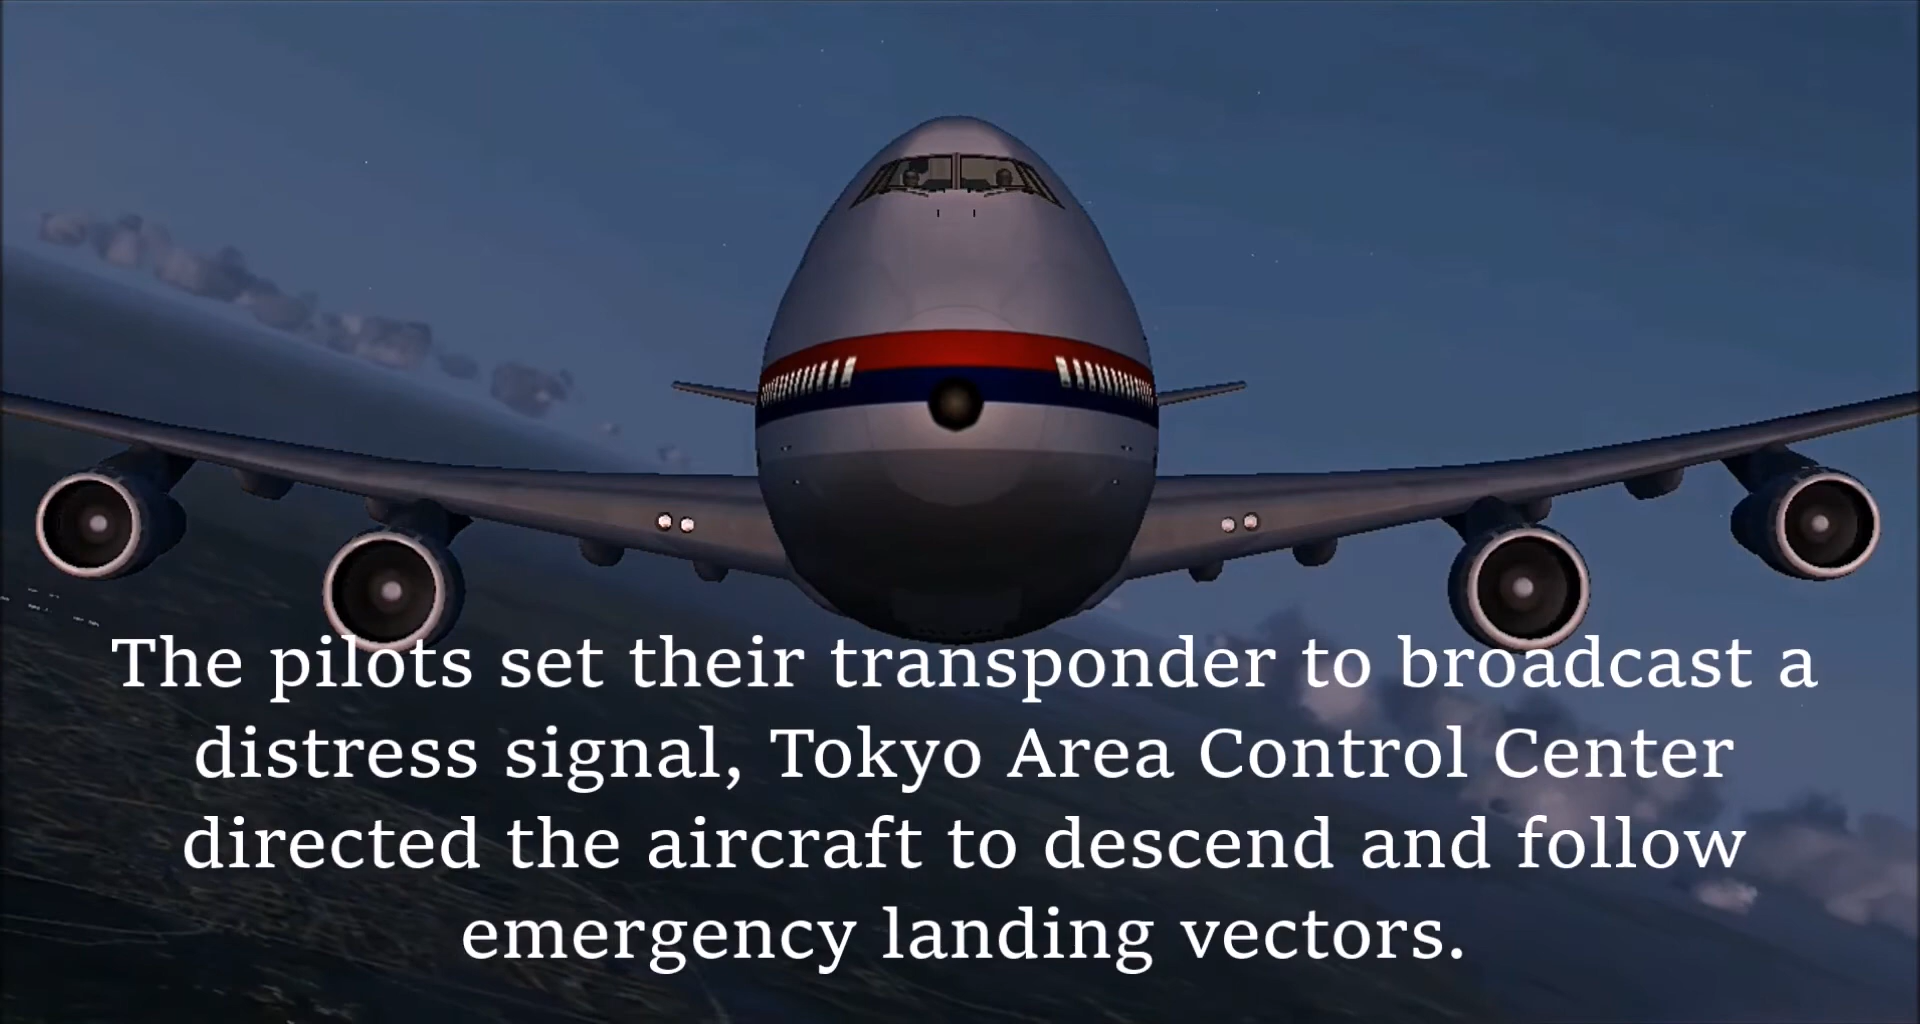 The pilots set their transponder to broadcast a
distress signal, Tokyo Area Control Center
directed the aircraft to descend and follow
emergency landing vectors.